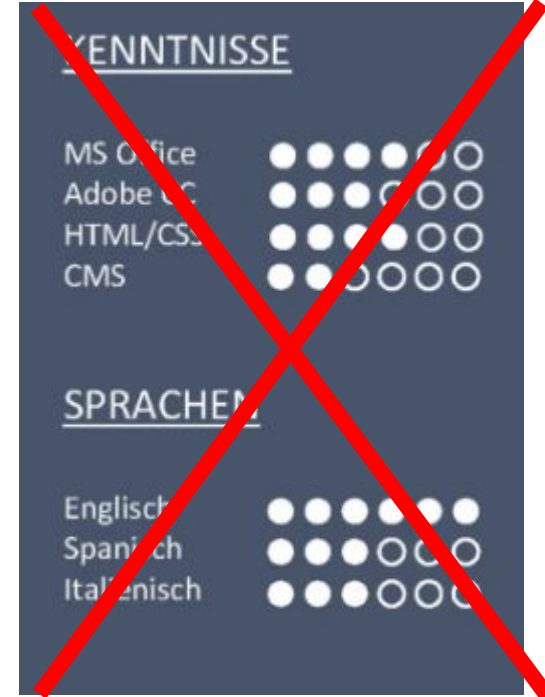 KENNTNISSE
MS Office
Adobe CC
HTML/CSS
CMS
SPRACHEN
Englisch
Spanisch
Italienisch